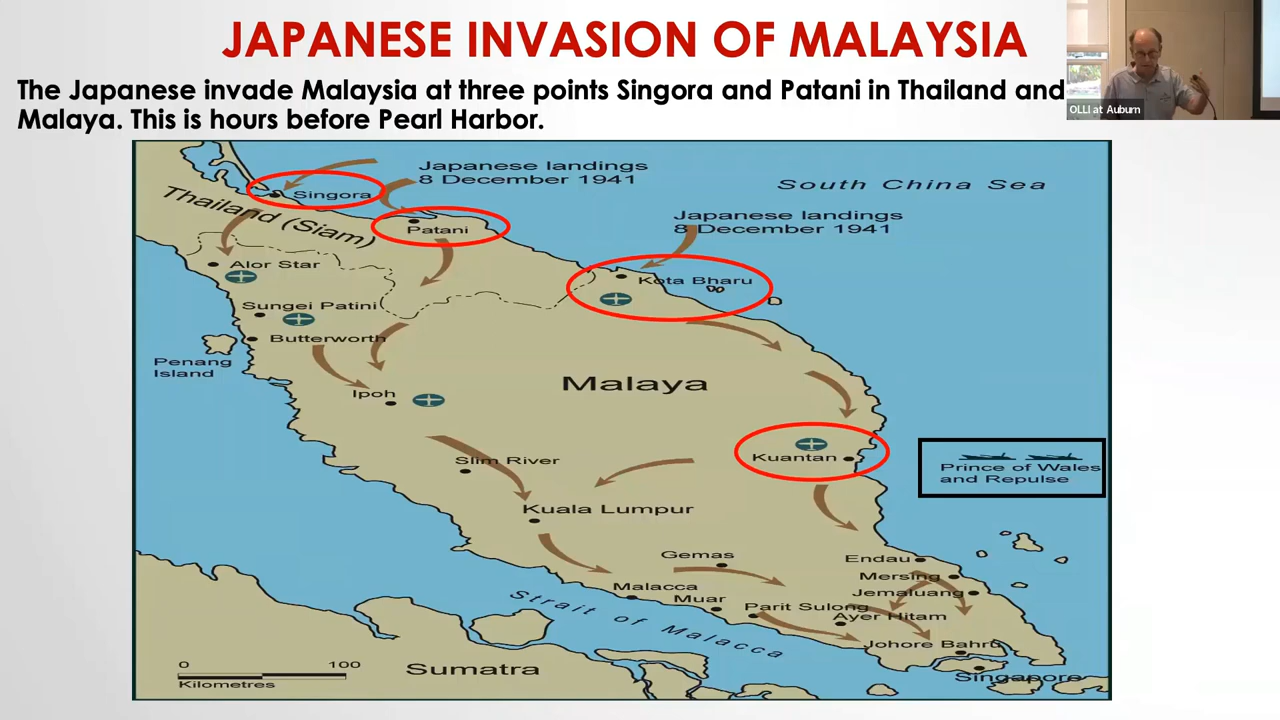 JAPANESE INVASION OF MALAYSIA
The Japanese invade Malaysia at three points Singora and Patani in Thailand and
Malaya. This is hours before Pearl Harbor.
OLLI at Auburn
Japanese landings
8 December 1941
South China Sea
Singora
Thailand (Siam)
Patani
Japanese landings
8 December 1941
Alor Star
Kota Bharu
Sungei Patini
Butterworth
Penang
Island
Malaya
Ipoh
Kuantan
Slim River
Prince of Wales
and Repulse
Kuala Lumpur
Gemas
Endau
Mersing
Malacca
Jemaluang
Muar
Parit Sulong
Ayer Hitam
Strait of Malacca
Johore Bahru
0 100
Kilometres
Sumatra
Singapore